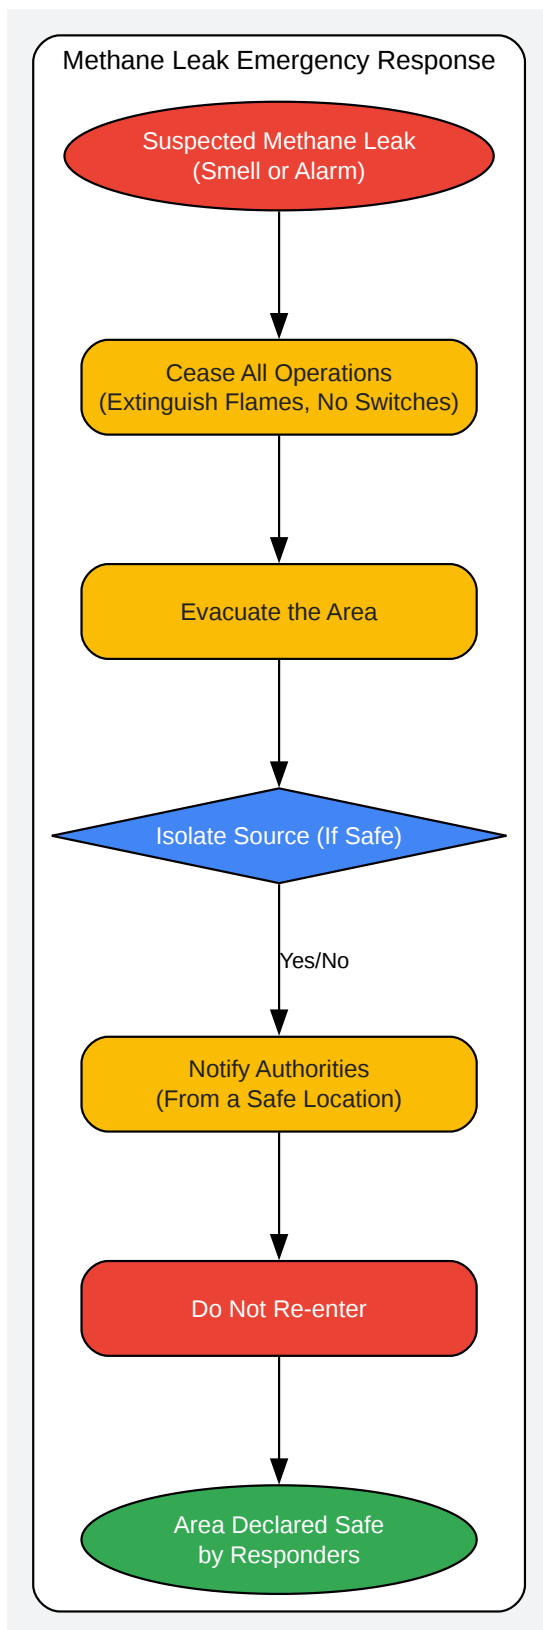 Methane Leak Emergency Response
Suspected Methane Leak
(Smell or Alarm)
Cease All Operations
(Extinguish Flames, No Switches)
Evacuate the Area
Isolate Source (If Safe)
Yes/No
Notify Authorities
(From a Safe Location)
Do Not Re-enter
Area Declared Safe
by Responders